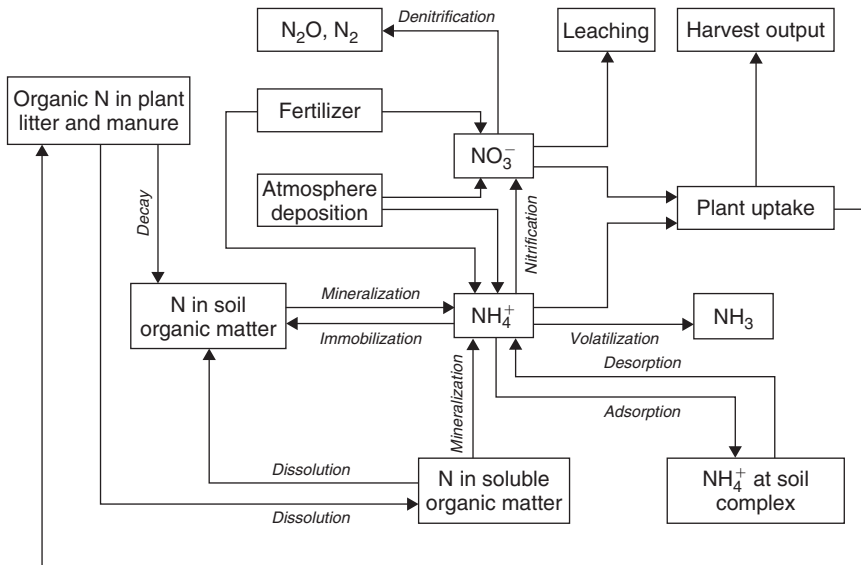 N₂O, N₂
Denitrification
Leaching
Harvest output
Organic N in plant
litter and manure
Fertilizer
NO₃⁻
Atmosphere
deposition
Plant uptake
Decay
Nitrification
N in soil
organic matter
Mineralization
Immobilization
NH₄⁺
Volatilization
NH₃
Desorption
Adsorption
Mineralization
Dissolution
Dissolution
N in soluble
organic matter
NH₄⁺ at soil
complex